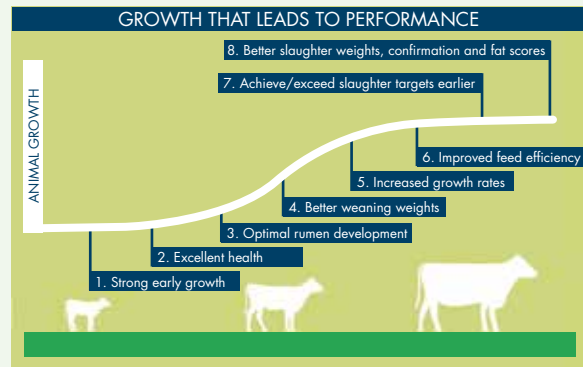 GROWTH THAT LEADS TO PERFORMANCE
8. Better slaughter weights, confirmation and fat scores
7. Achieve/exceed slaughter targets earlier
ANIMAL GROWTH
6. Improved feed efficiency
5. Increased growth rates
4. Better weaning weights
3. Optimal rumen development
2. Excellent health
1. Strong early growth